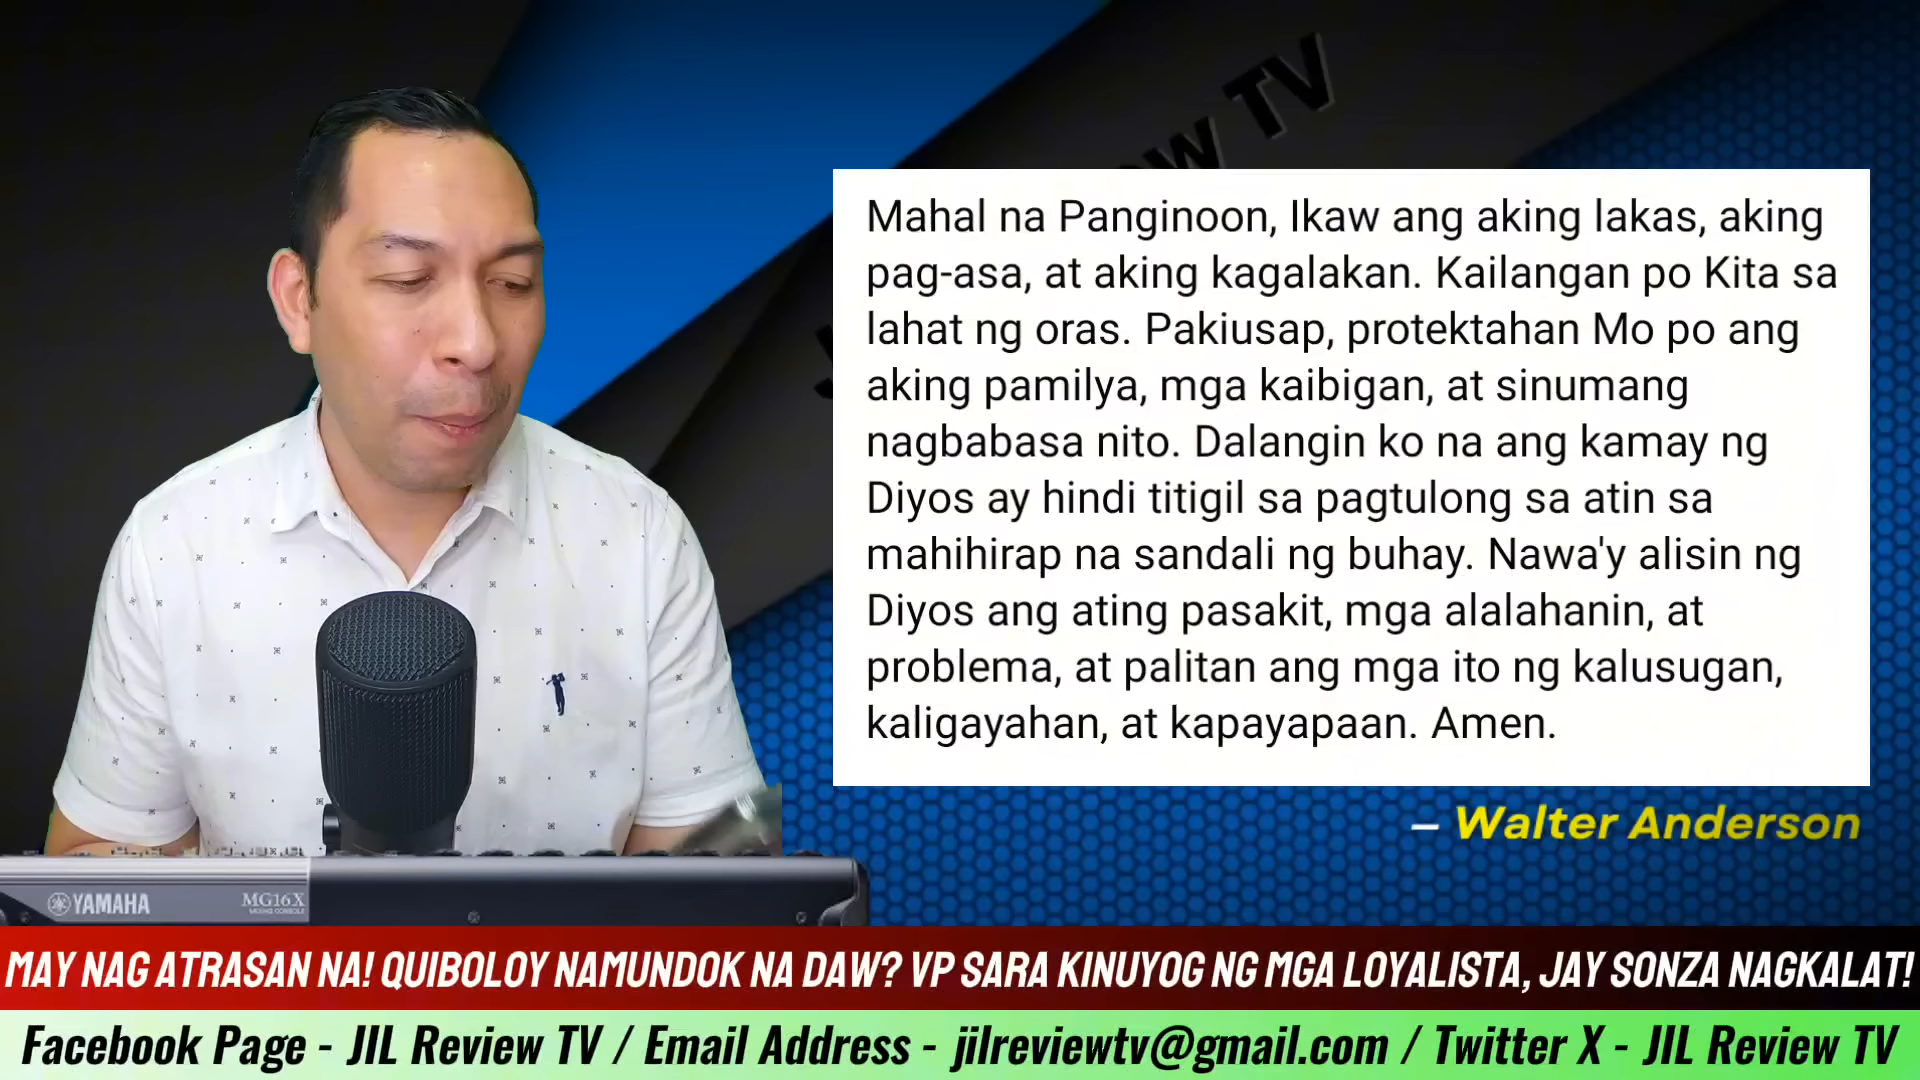 ew TV
Mahal na Panginoon, Ikaw ang aking lakas, aking
pag-asa, at aking kagalakan. Kailangan po Kita sa
lahat ng oras. Pakiusap, protektahan Mo po ang
aking pamilya, mga kaibigan, at sinumang
nagbabasa nito. Dalangin ko na ang kamay ng
Diyos ay hindi titigil sa pagtulong sa atin sa
mahihirap na sandali ng buhay. Nawa'y alisin ng
Diyos ang ating pasakit, mga alalahanin, at
problema, at palitan ang mga ito ng kalusugan,
kaligayahan, at kapayapaan. Amen.
– Walter Anderson
YAMAHA
MG16X
MIXING CONSOLE
MAY NAG ATRASAN NA! QUIBOLOY NAMUNDOK NA DAW? VP SARA KINUYOG NG MGA LOYALISTA, JAY SONZA NAGKALAT!
Facebook Page - JIL Review TV / Email Address - jilreviewtv@gmail.com / Twitter X - JIL Review TV